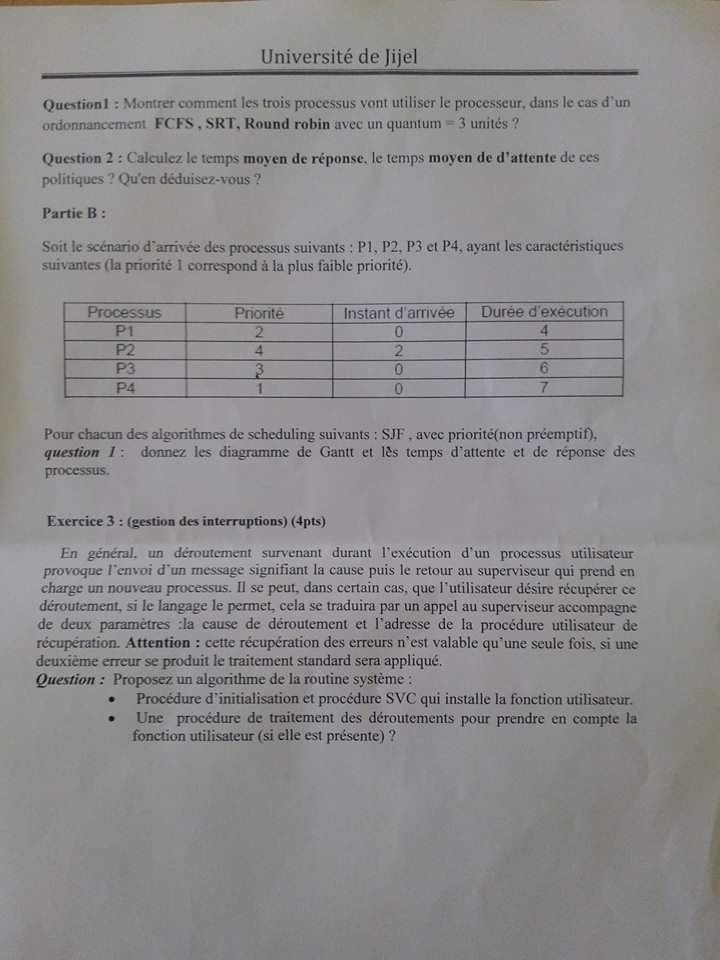 Université de Jijel
Question1 : Montrer comment les trois processus vont utiliser le processeur, dans le cas d'un
ordonnancement FCFS , SRT, Round robin avec un quantum = 3 unités ?
Question 2 : Calculez le temps moyen de réponse, le temps moyen de d'attente de ces
politiques ? Qu'en déduisez-vous ?
Partie B :
Soit le scénario d'arrivée des processus suivants : P1, P2, P3 et P4, ayant les caractéristiques
suivantes (la priorité 1 correspond à la plus faible priorité).
Processus Priorité Instant d'arrivée Durée d'exécution
P1 2 0 4
P2 4 2 5
P3 3 0 6
P4 1 0 7
Pour chacun des algorithmes de scheduling suivants : SJF , avec priorité(non préemptif),
question 1 : donnez les diagramme de Gantt et lès temps d'attente et de réponse des
processus.
Exercice 3 : (gestion des interruptions) (4pts)
En général, un déroutement survenant durant l'exécution d'un processus utilisateur
provoque l'envoi d'un message signifiant la cause puis le retour au superviseur qui prend en
charge un nouveau processus. Il se peut, dans certain cas, que l'utilisateur désire récupérer ce
déroutement, si le langage le permet, cela se traduira par un appel au superviseur accompagne
de deux paramètres :la cause de déroutement et l'adresse de la procédure utilisateur de
récupération. Attention : cette récupération des erreurs n'est valable qu'une seule fois, si une
deuxième erreur se produit le traitement standard sera appliqué.
Question : Proposez un algorithme de la routine système :
• Procédure d'initialisation et procédure SVC qui installe la fonction utilisateur.
• Une procédure de traitement des déroutements pour prendre en compte la
fonction utilisateur (si elle est présente) ?